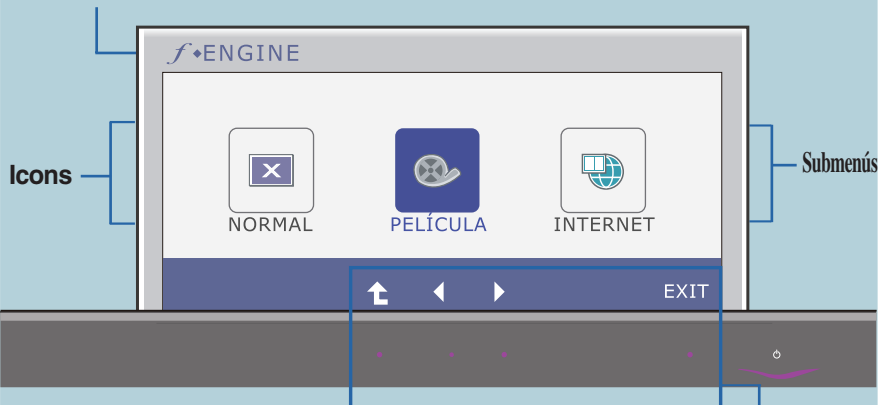 f ENGINE
Icons
Submenús
NORMAL PELÍCULA INTERNET
EXIT